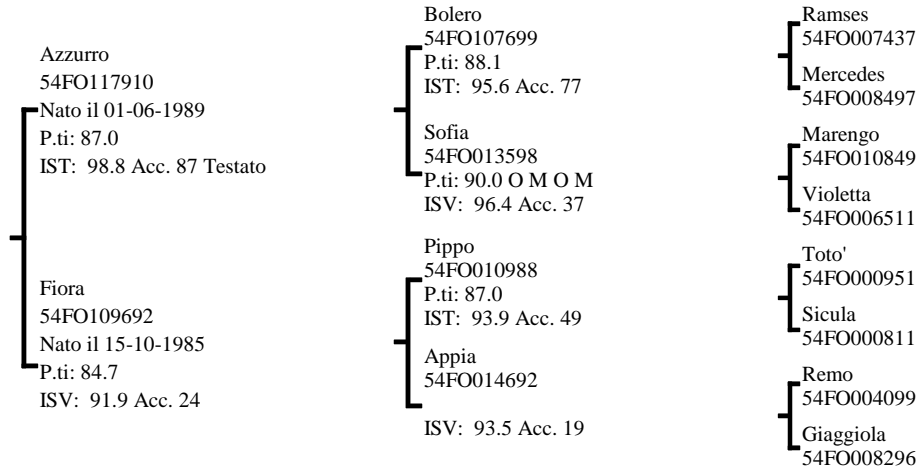 Azzurro
54FO117910
Nato il 01-06-1989
P.ti: 87.0
IST: 98.8 Acc. 87 Testato
Fiora
54FO109692
Nato il 15-10-1985
P.ti: 84.7
ISV: 91.9 Acc. 24
Bolero
54FO107699
P.ti: 88.1
IST: 95.6 Acc. 77
Sofia
54FO013598
P.ti: 90.0 O M O M
ISV: 96.4 Acc. 37
Pippo
54FO010988
P.ti: 87.0
IST: 93.9 Acc. 49
Appia
54FO014692
ISV: 93.5 Acc. 19
Ramses
54FO007437
Mercedes
54FO008497
Marengo
54FO010849
Violetta
54FO006511
Toto'
54FO000951
Sicula
54FO000811
Remo
54FO004099
Giaggiola
54FO008296